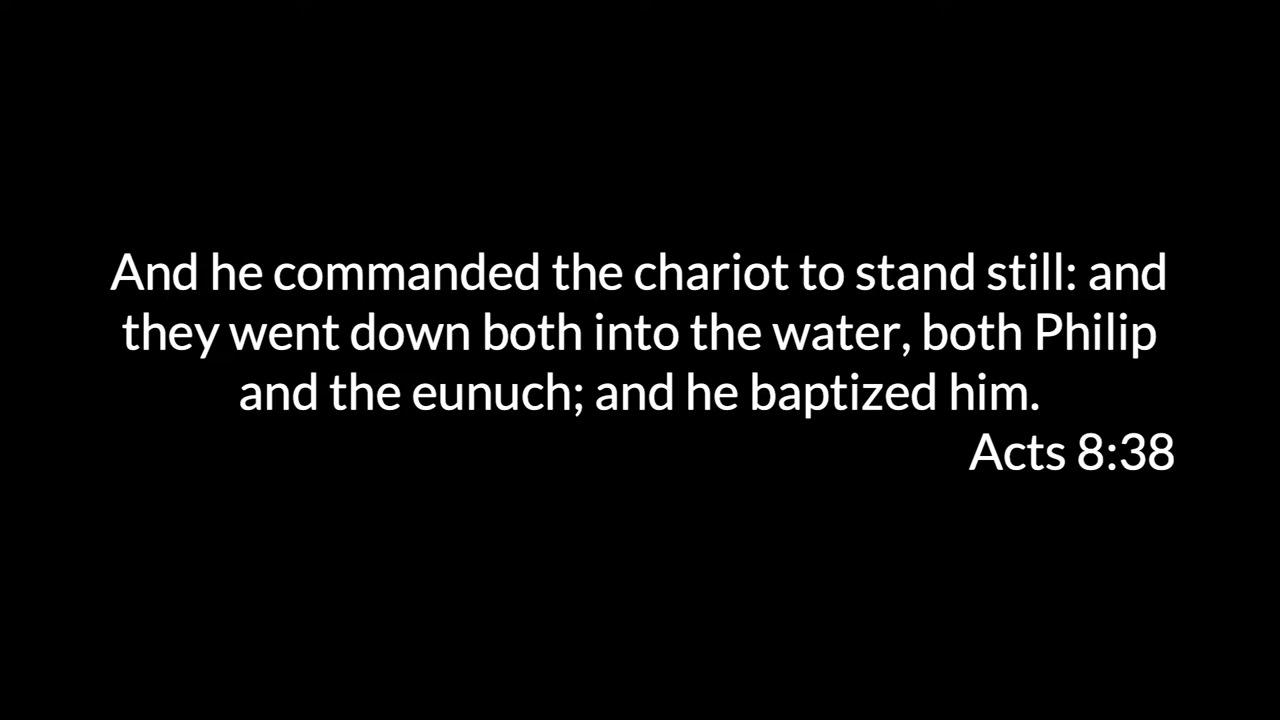 And he commanded the chariot to stand still: and
they went down both into the water, both Philip
and the eunuch; and he baptized him.
Acts 8:38